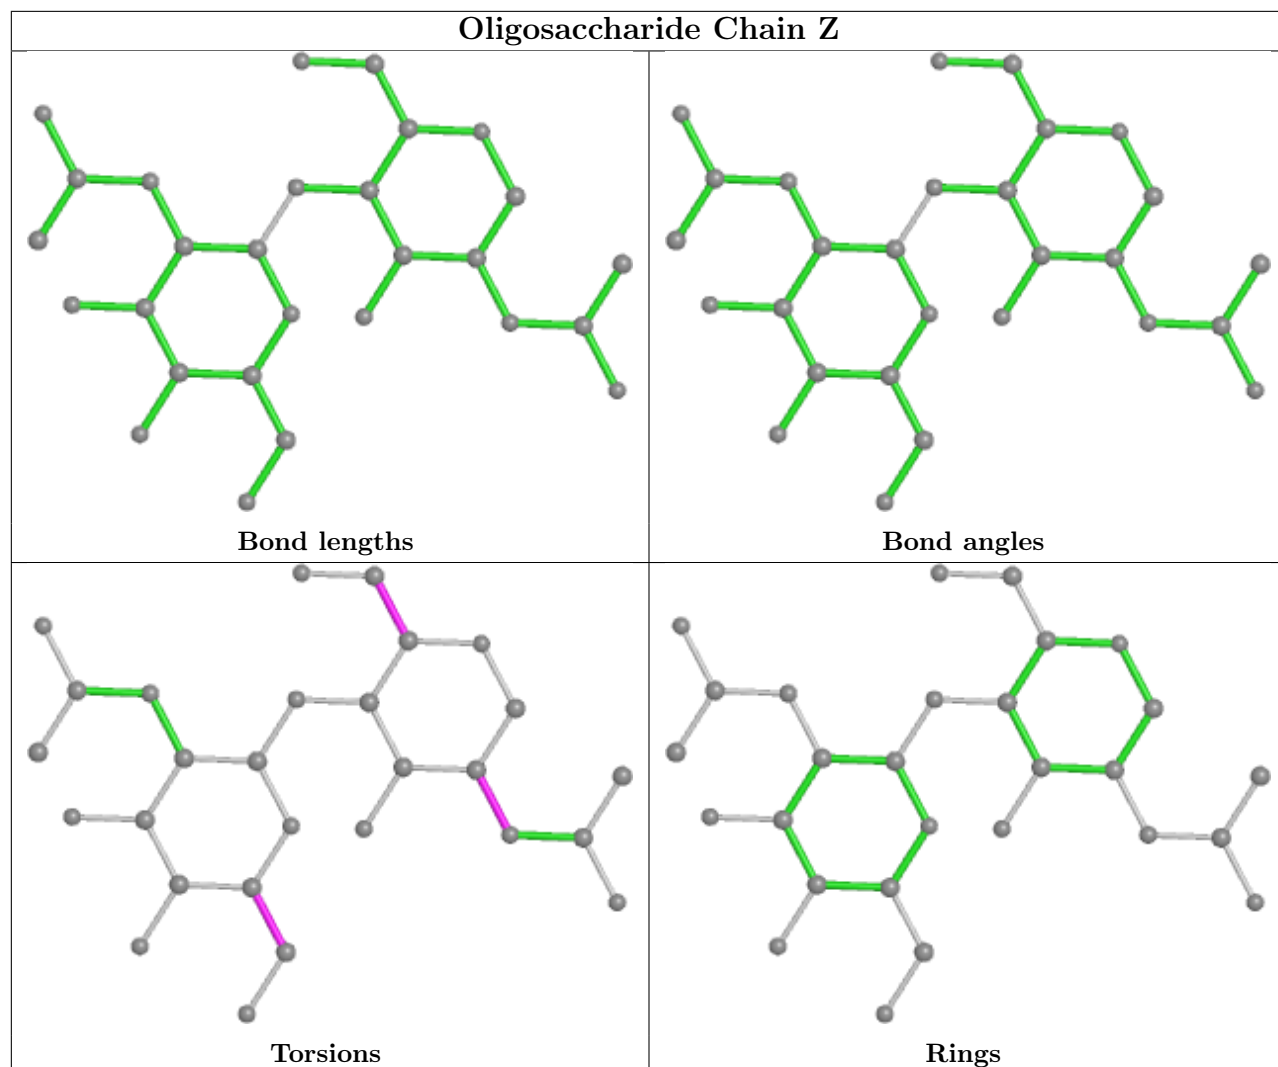 Oligosaccharide Chain Z
Bond lengths
Bond angles
Torsions
Rings